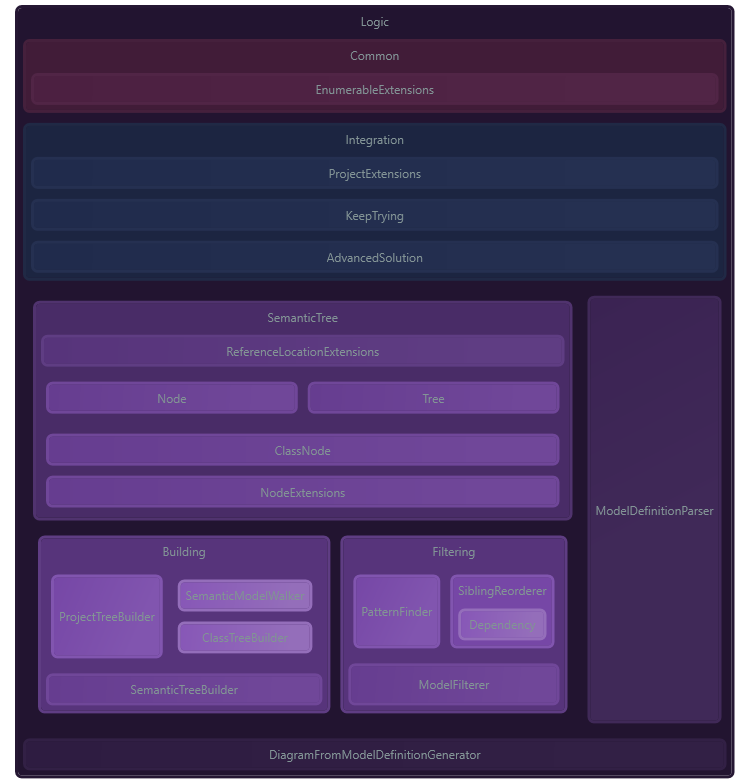 Logic
Common
EnumerableExtensions
Integration
ProjectExtensions
KeepTrying
AdvancedSolution
SemanticTree
ReferenceLocationExtensions
Node
Tree
ClassNode
NodeExtensions
ModelDefinitionParser
Building
ProjectTreeBuilder
SemanticModelWalker
ClassTreeBuilder
SemanticTreeBuilder
Filtering
PatternFinder
SiblingReorderer
Dependency
ModelFilterer
DiagramFromModelDefinitionGenerator